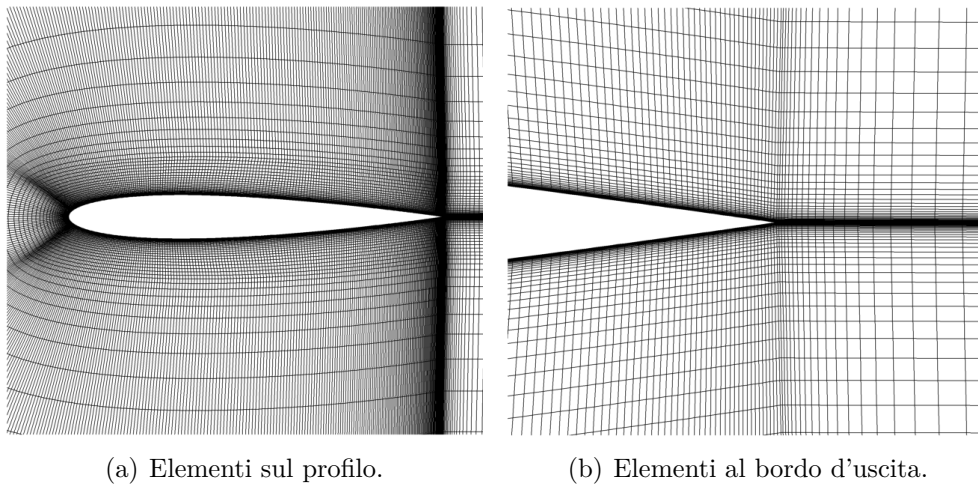 (a) Elementi sul profilo.
(b) Elementi al bordo d'uscita.